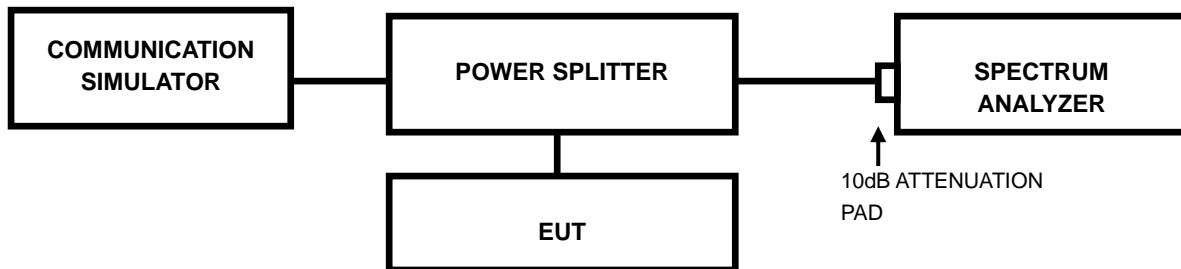 COMMUNICATION
SIMULATOR
POWER SPLITTER
SPECTRUM
ANALYZER
10dB ATTENUATION
PAD
EUT